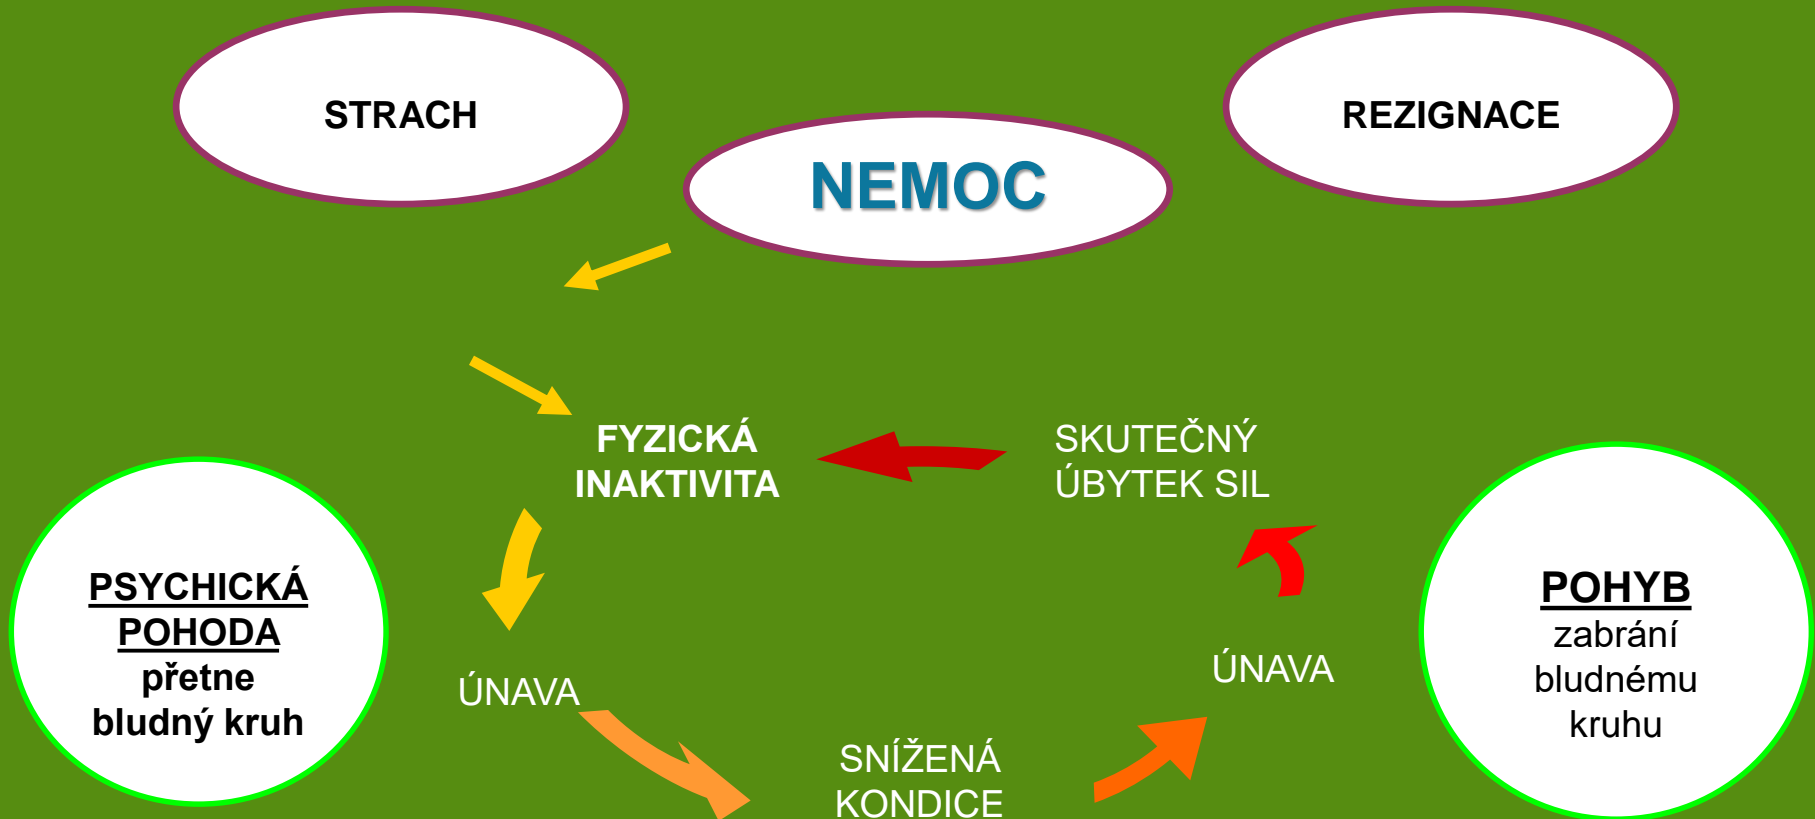 STRACH
REZIGNACE
NEMOC
FYZICKÁ
INAKTIVITA
SKUTEČNÝ
ÚBYTEK SIL
PSYCHICKÁ
POHODA
přetne
bludný kruh
POHYB
zabrání
bludnému
kruhu
ÚNAVA
ÚNAVA
SNÍŽENÁ
KONDICE